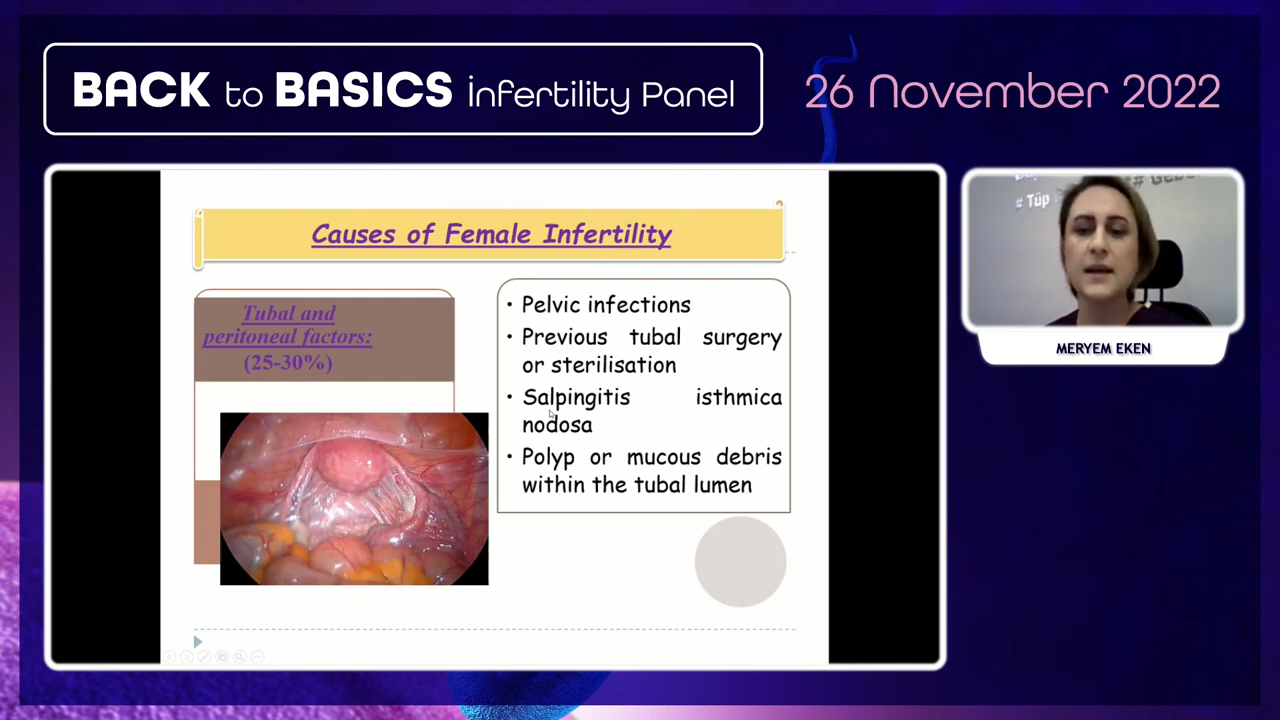 BACK to BASICS infertility Panel
26 November 2022
Causes of Female Infertility
Tubal and
peritoneal factors:
(25-30%)
• Pelvic infections
• Previous tubal surgery
or sterilisation
• Salpingitis isthmica
nodosa
• Polyp or mucous debris
within the tubal lumen
# Tüp
MERYEM EKEN